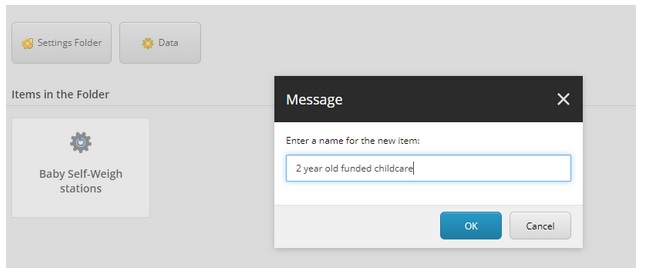 Settings Folder
Data
Items in the Folder
Baby Self-Weigh
stations
Message
Enter a name for the new item:
2 year old funded childcare
OK
Cancel